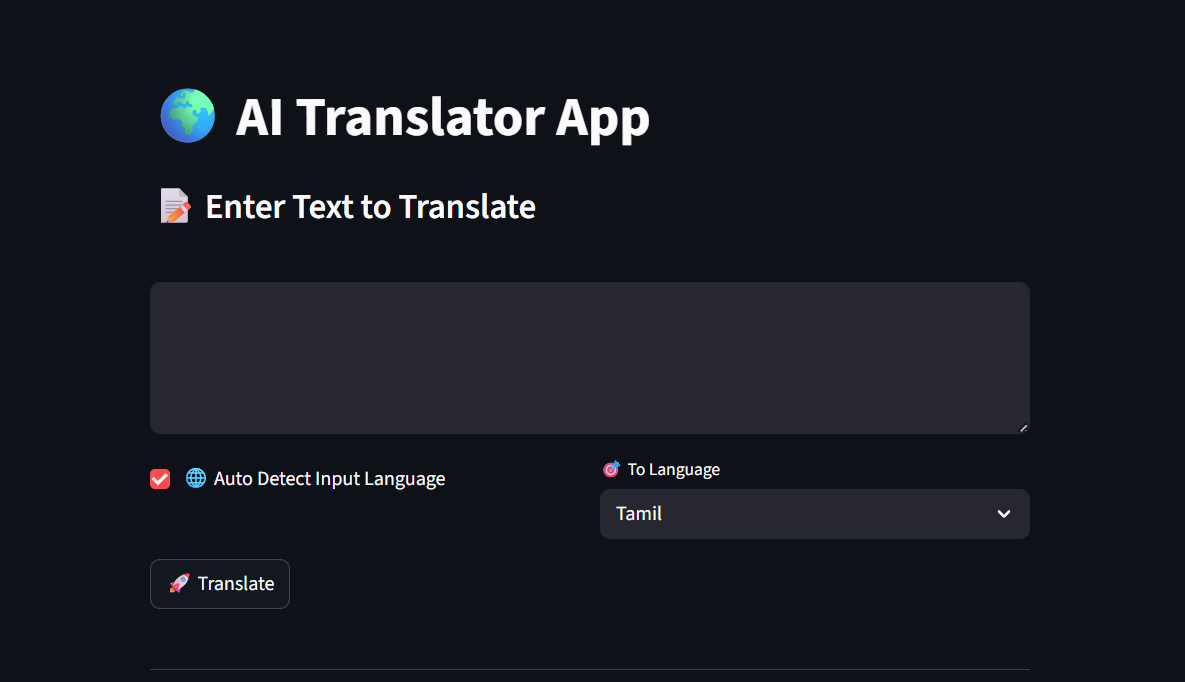 🌍 AI Translator App
📝 Enter Text to Translate
🌐 Auto Detect Input Language
🎯 To Language
Tamil
🚀 Translate